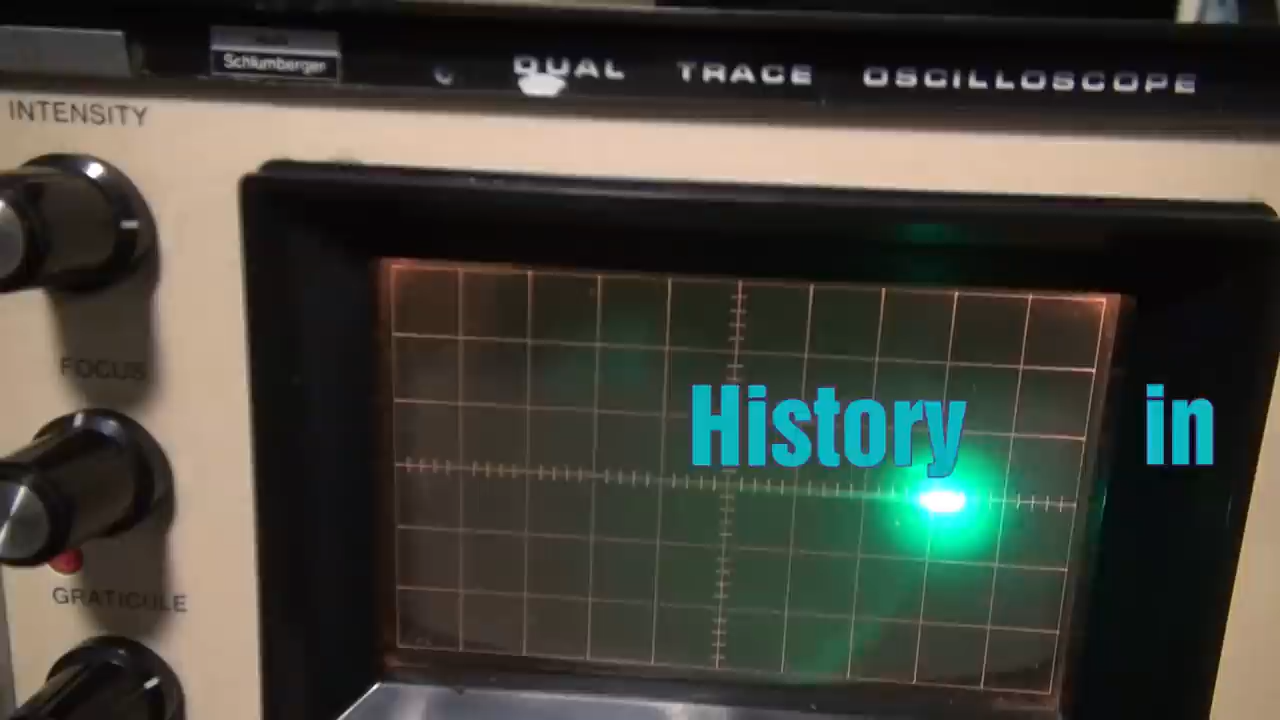 Schlumberger
DUAL TRACE OSCILLOSCOPE
INTENSITY
FOCUS
History in
GRATICULE